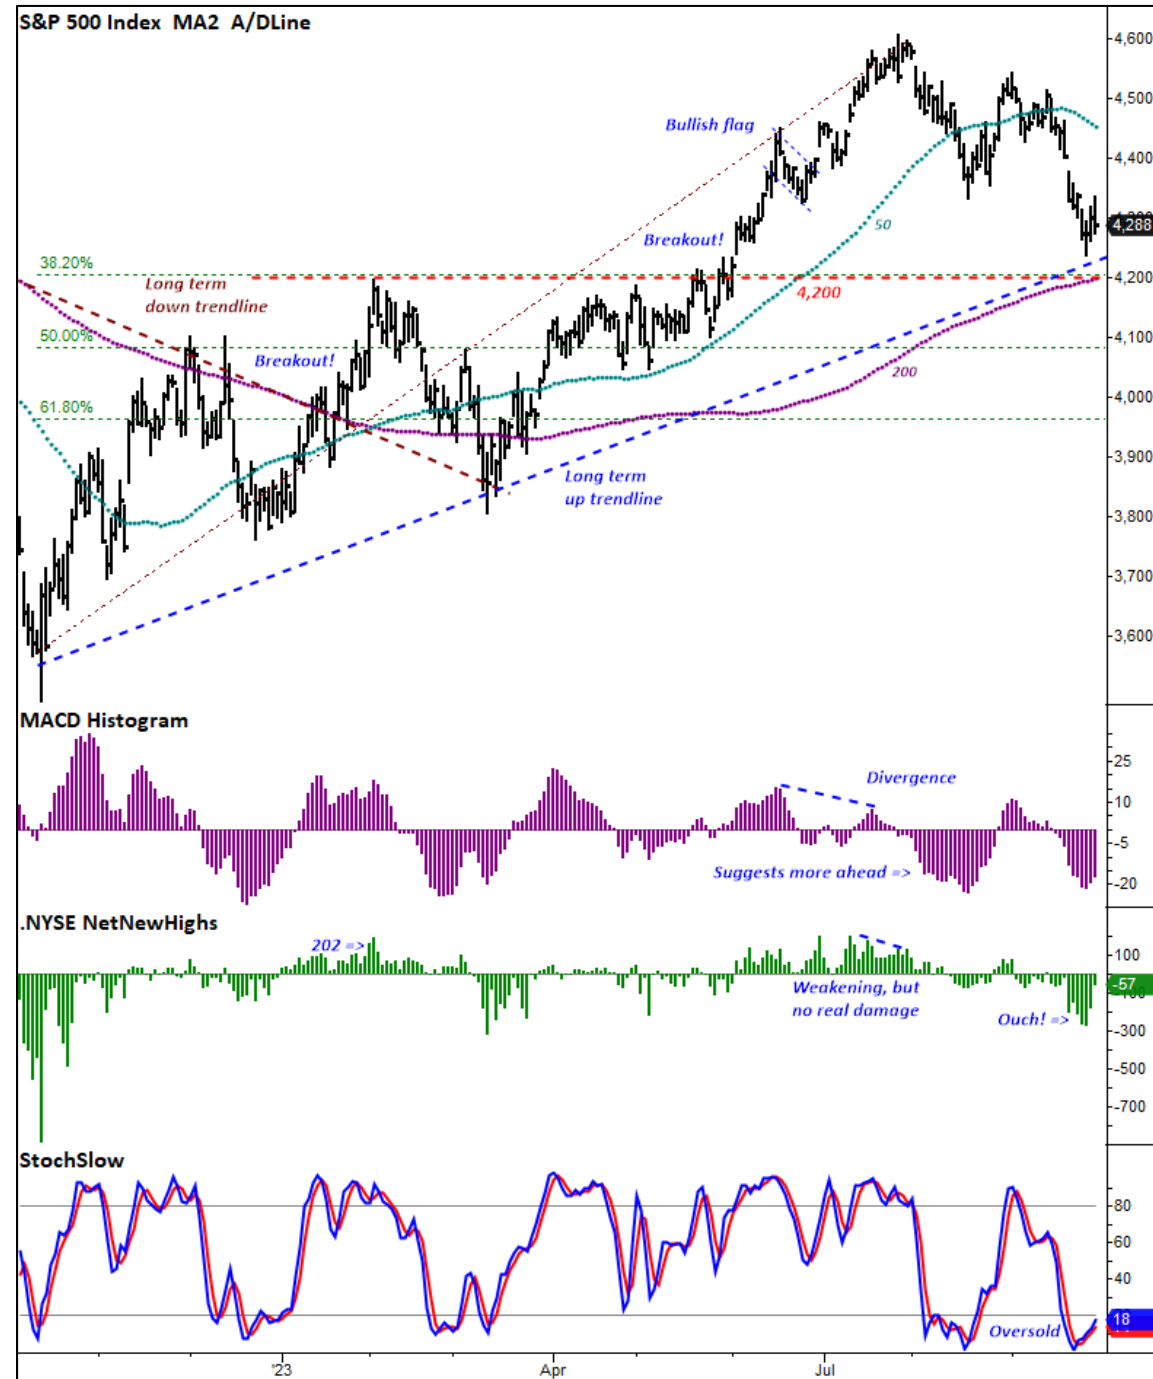 S&P 500 Index  MA2  A/DLine
4,600
4,500
4,400
4,288
4,200
4,100
4,000
3,900
3,800
3,700
3,600
Bullish flag
50
Breakout!
38.20%
Long term
down trendline
4,200
50.00%
Breakout!
200
61.80%
Long term
up trendline
MACD Histogram
25
10
-5
-20
Divergence
Suggests more ahead =>
.NYSE NetNewHighs
202 =>
100
-57
-300
-500
-700
Weakening, but
no real damage
Ouch! =>
StochSlow
80
60
40
18
Oversold
'23
Apr
Jul